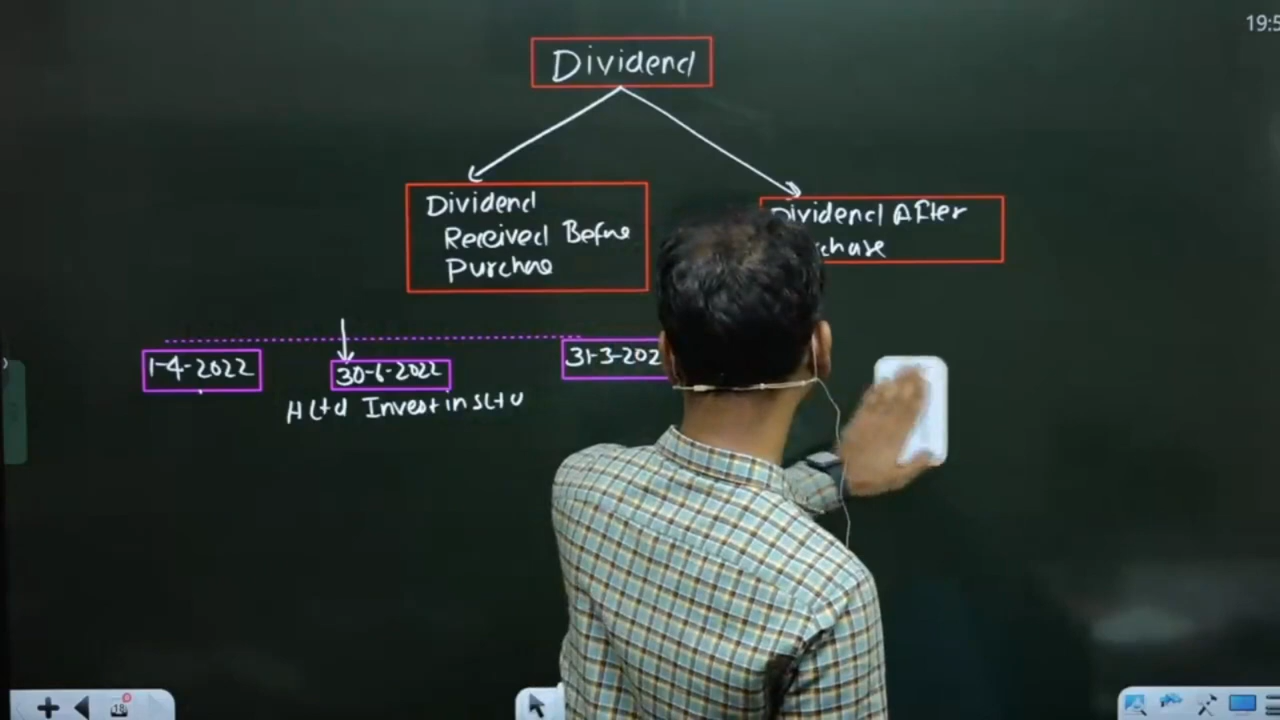 19:5
Dividend
Dividend
Received Before
Purchase
Dividend After
chase
1-4-2022
30-6-2022
31-3-202
H Ltd Invest in S Ltd
18